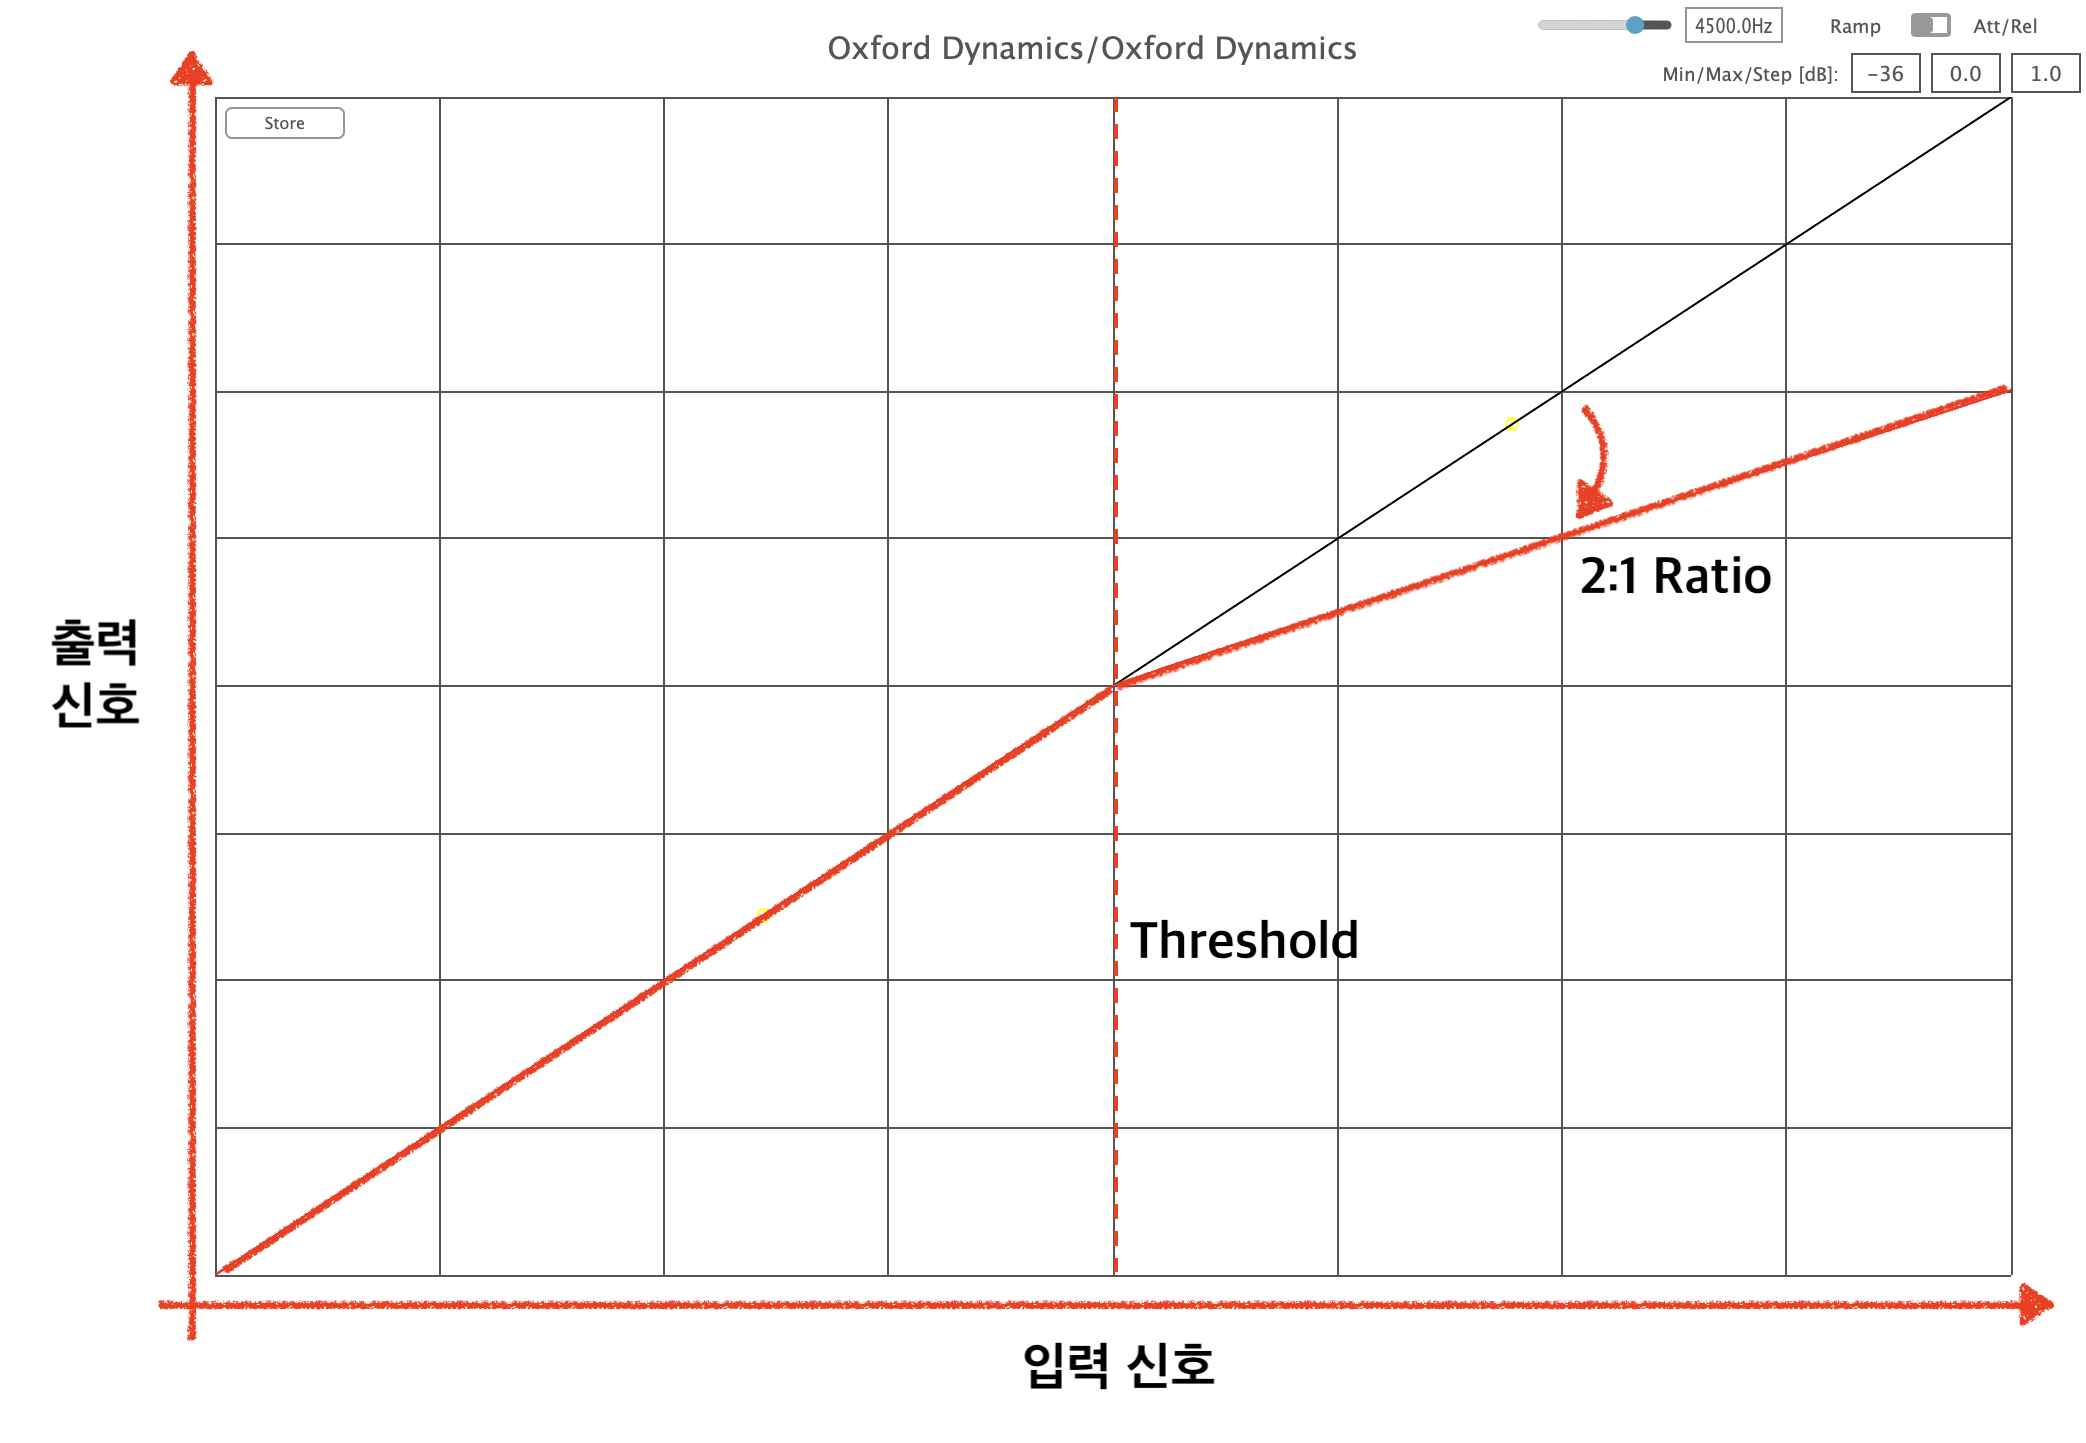 Oxford Dynamics/Oxford Dynamics
4500.0Hz
Ramp
Att/Rel
Min/Max/Step [dB]:
-36
0.0
1.0
Store
2:1 Ratio
출력
신호
Threshold
입력 신호